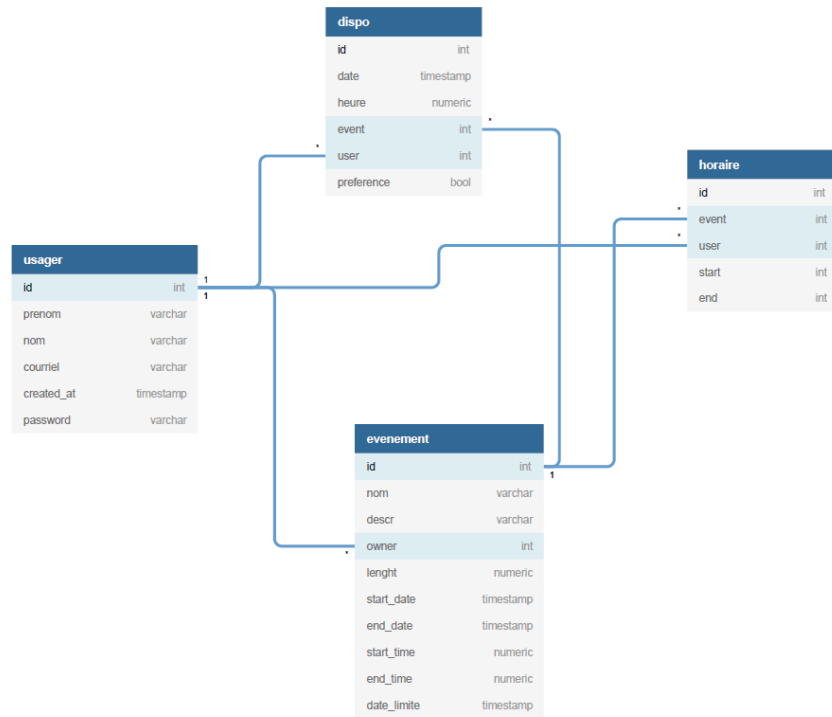 dispo
id int
date timestamp
heure numeric
event int
user int
preference bool
*
*
horaire
id int
event int
user int
start int
end int
*
*
usager
id int
prenom varchar
nom varchar
courriel varchar
created_at timestamp
password varchar
1
1
evenement
id int
nom varchar
descr varchar
owner int
lenght numeric
start_date timestamp
end_date timestamp
start_time numeric
end_time numeric
date_limite timestamp
1
*